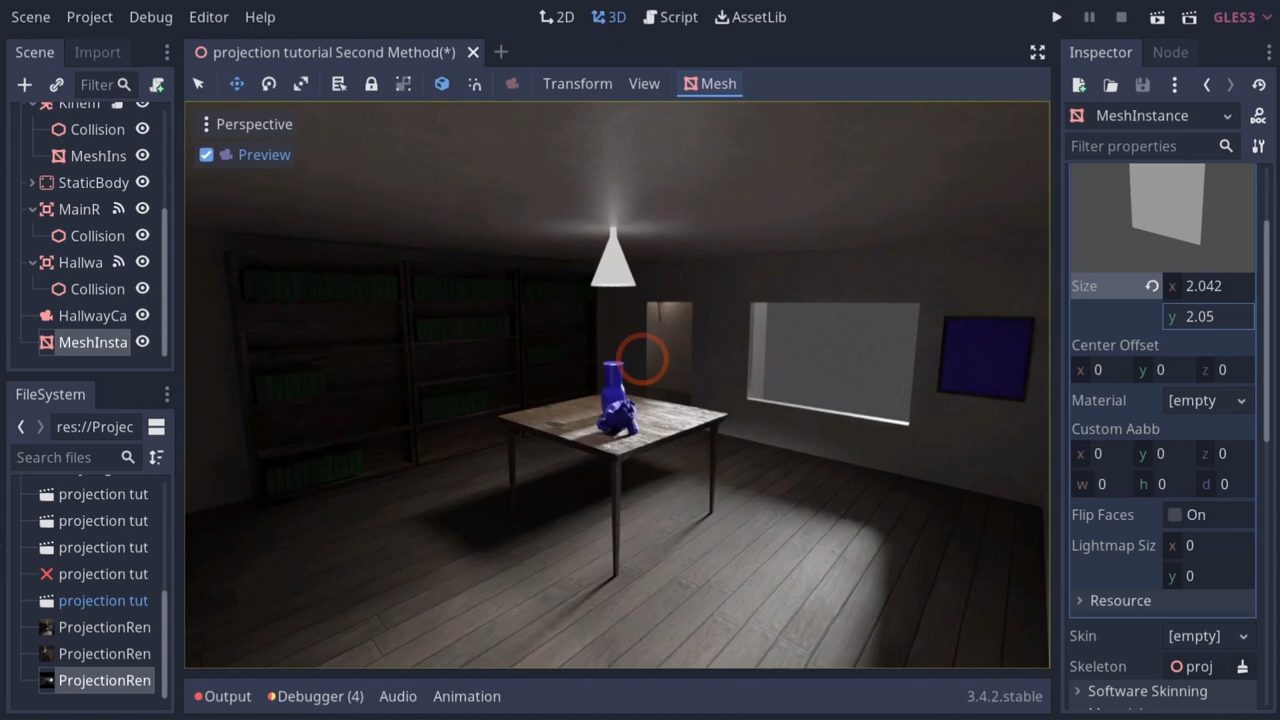 Scene Project Debug Editor Help 2D 3D Script AssetLib GLES3
Scene Import
Filter
Kinem
Collision
MeshIns
StaticBody
MainR
Collision
Hallwa
Collision
HallwayCa
MeshInsta
FileSystem
res://Projec
Search files
projection tut
projection tut
projection tut
projection tut
projection tut
ProjectionRen
ProjectionRen
ProjectionRen
projection tutorial Second Method(*)
Transform View Mesh
Perspective
Preview
Output Debugger (4) Audio Animation 3.4.2.stable
Inspector Node
MeshInstance
DOC
Filter properties
Size x 2.042
y 2.05
Center Offset
x 0 y 0 z 0
Material [empty
Custom Aabb
x 0 y 0 z 0
w 0 h 0 d 0
Flip Faces On
Lightmap Siz x 0
y 0
Resource
Skin [empty]
Skeleton proj
Software Skinning